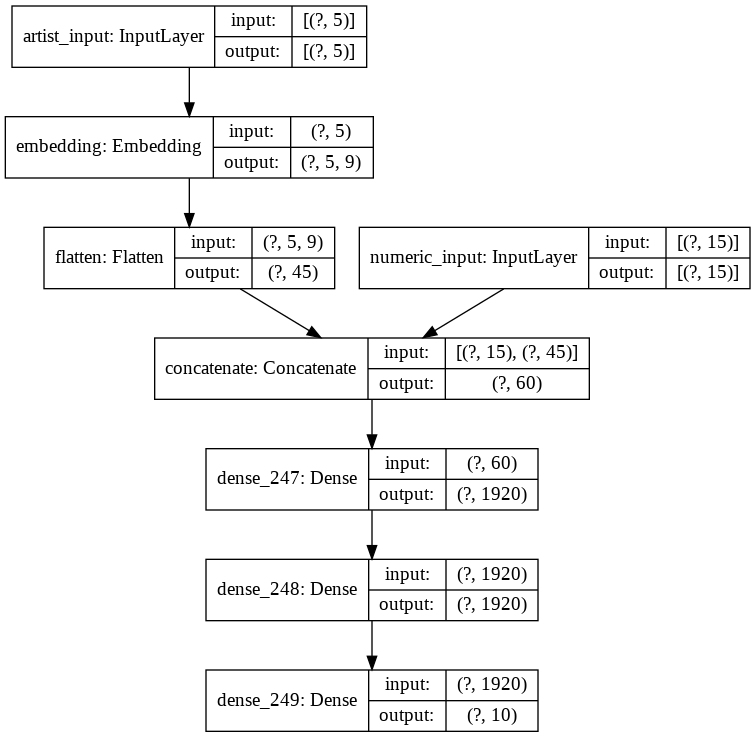 artist_input: InputLayer
input:
[(?, 5)]
output:
[(?, 5)]
embedding: Embedding
input:
(?, 5)
output:
(?, 5, 9)
flatten: Flatten
input:
(?, 5, 9)
output:
(?, 45)
numeric_input: InputLayer
input:
[(?, 15)]
output:
[(?, 15)]
concatenate: Concatenate
input:
[(?, 15), (?, 45)]
output:
(?, 60)
dense_247: Dense
input:
(?, 60)
output:
(?, 1920)
dense_248: Dense
input:
(?, 1920)
output:
(?, 1920)
dense_249: Dense
input:
(?, 1920)
output:
(?, 10)